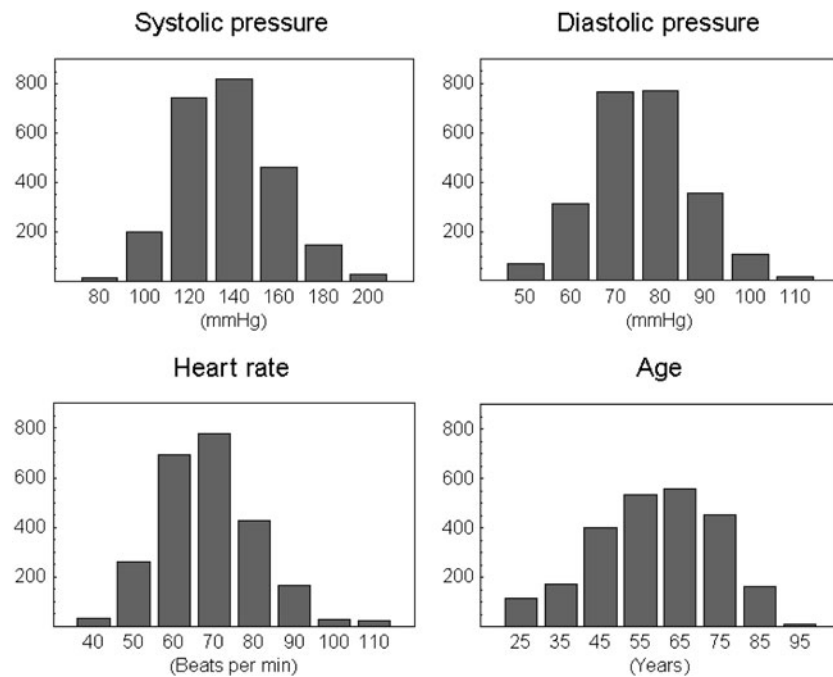 Systolic pressure
800
600
400
200
80 100 120 140 160 180 200
(mmHg)
Diastolic pressure
800
600
400
200
50 60 70 80 90 100 110
(mmHg)
Heart rate
800
600
400
200
40 50 60 70 80 90 100 110
(Beats per min)
Age
800
600
400
200
25 35 45 55 65 75 85 95
(Years)